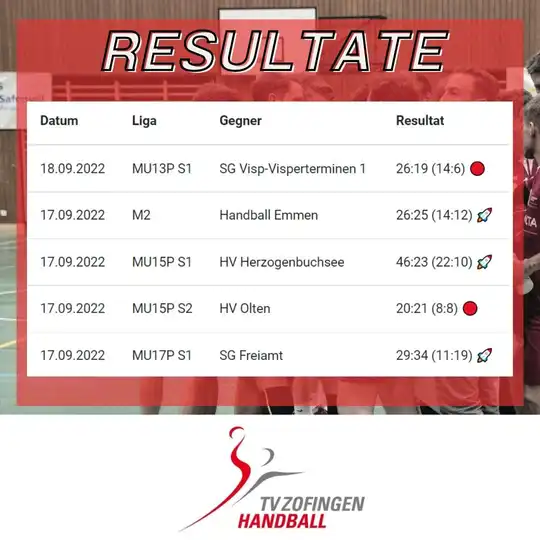 RESULTATE
Datum Liga Gegner Resultat
18.09.2022 MU13P S1 SG Visp-Visperterminen 1 26:19 (14:6)
17.09.2022 M2 Handball Emmen 26:25 (14:12)
17.09.2022 MU15P S1 HV Herzogenbuchsee 46:23 (22:10)
17.09.2022 MU15P S2 HV Olten 20:21 (8:8)
17.09.2022 MU17P S1 SG Freiamt 29:34 (11:19)
TV ZOFINGEN
HANDBALL